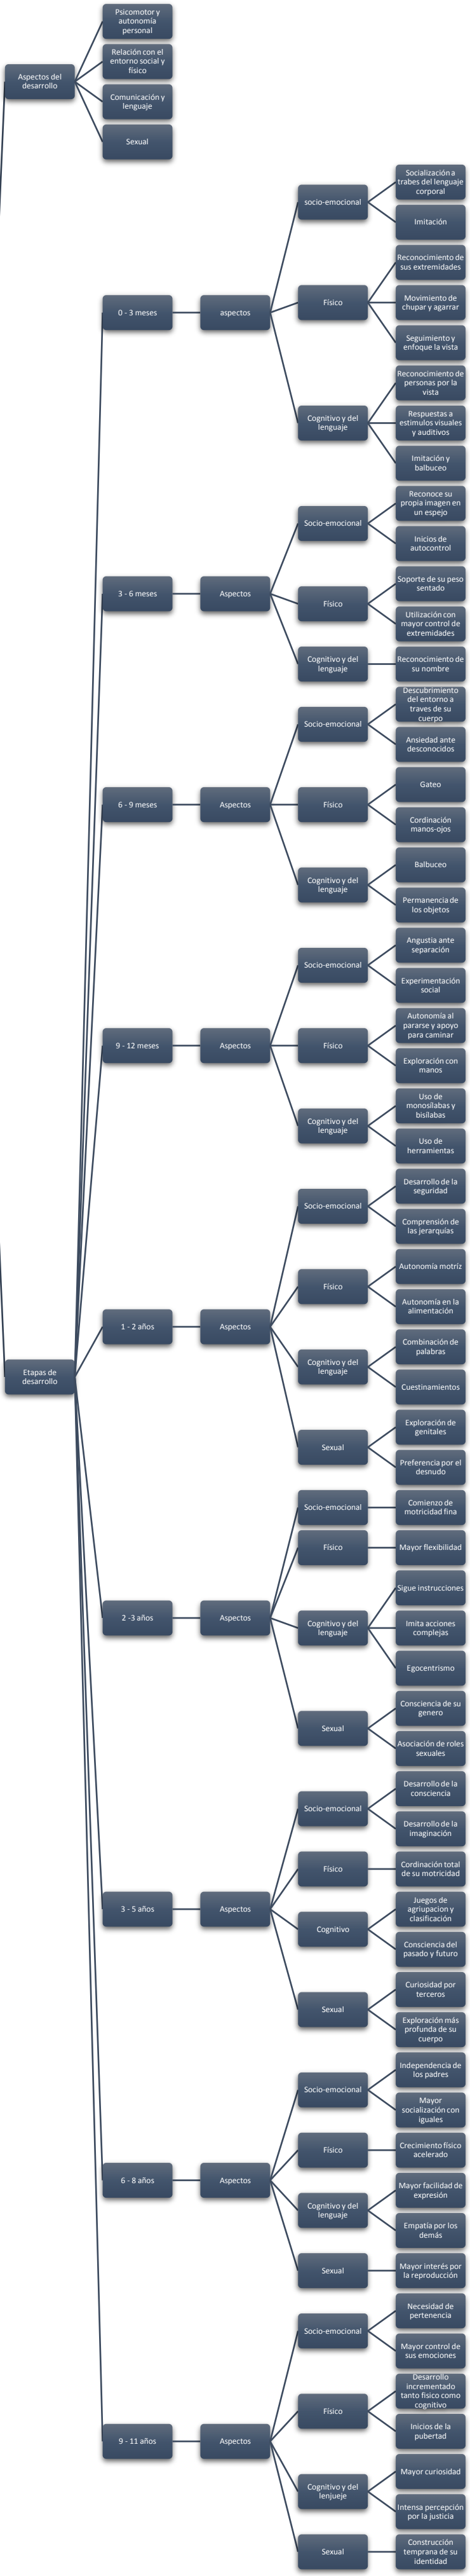 Psicomotor y
autonomía
personal
Aspectos del
desarrollo
Relación con el
entorno social y
físico
Comunicación y
lenguaje
Sexual
Etapas de
desarrollo
0 - 3 meses
aspectos
socio-emocional
Socialización a
trabes del lenguaje
corporal
Imitación
Físico
Reconocimiento de
sus extremidades
Movimiento de
chupar y agarrar
Seguimiento y
enfoque la vista
Cognitivo y del
lenguaje
Reconocimiento de
personas por la
vista
Respuestas a
estimulos visuales
y auditivos
Imitación y
balbuceo
3 - 6 meses
Aspectos
Socio-emocional
Reconoce su
propia imagen en
un espejo
Inicios de
autocontrol
Físico
Soporte de su peso
sentado
Utilización con
mayor control de
extremidades
Cognitivo y del
lenguaje
Reconocimiento de
su nombre
6 - 9 meses
Aspectos
Socio-emocional
Descubrimiento
del entorno a
traves de su
cuerpo
Ansiedad ante
desconocidos
Físico
Gateo
Cordinación
manos-ojos
Cognitivo y del
lenguaje
Balbuceo
Permanencia de
los objetos
9 - 12 meses
Aspectos
Socio-emocional
Angustia ante
separación
Experimentación
social
Físico
Autonomía al
pararse y apoyo
para caminar
Exploración con
manos
Cognitivo y del
lenguaje
Uso de
monosílabas y
bisílabas
Uso de
herramientas
1 - 2 años
Aspectos
Socio-emocional
Desarrollo de la
seguridad
Comprensión de
las jerarquías
Físico
Autonomía motríz
Autonomía en la
alimentación
Cognitivo y del
lenguaje
Combinación de
palabras
Cuestinamientos
Sexual
Exploración de
genitales
Preferencia por el
desnudo
2 -3 años
Aspectos
Socio-emocional
Comienzo de
motricidad fina
Físico
Mayor flexibilidad
Cognitivo y del
lenguaje
Sigue instrucciones
Imita acciones
complejas
Egocentrismo
Sexual
Consciencia de su
genero
Asociación de roles
sexuales
3 - 5 años
Aspectos
Socio-emocional
Desarrollo de la
consciencia
Desarrollo de la
imaginación
Físico
Cordinación total
de su motricidad
Cognitivo
Juegos de
agriupacion y
clasificación
Consciencia del
pasado y futuro
Sexual
Curiosidad por
terceros
Exploración más
profunda de su
cuerpo
6 - 8 años
Aspectos
Socio-emocional
Independencia de
los padres
Mayor
socialización con
iguales
Físico
Crecimiento físico
acelerado
Cognitivo y del
lenguaje
Mayor facilidad de
expresión
Empatía por los
demás
Sexual
Mayor interés por
la reproducción
9 - 11 años
Aspectos
Socio-emocional
Necesidad de
pertenencia
Mayor control de
sus emociones
Físico
Desarrollo
incrementado
tanto fisico como
cognitivo
Inicios de la
pubertad
Cognitivo y del
lenjueje
Mayor curiosidad
Intensa percepción
por la justicia
Sexual
Construcción
temprana de su
identidad